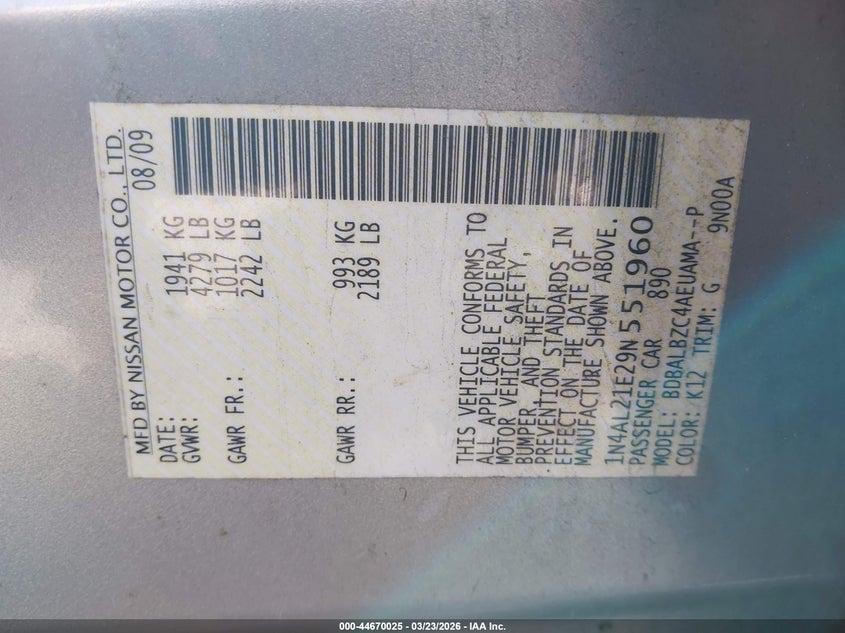 MFD BY NISSAN MOTOR CO., LTD.
DATE: 08/09
GVWR: 1941 KG
4279 LB
GAWR FR.: 1017 KG
2242 LB
GAWR RR.: 993 KG
2189 LB
THIS VEHICLE CONFORMS TO
ALL APPLICABLE FEDERAL
MOTOR VEHICLE SAFETY,
BUMPER, AND THEFT
PREVENTION STANDARDS IN
EFFECT ON THE DATE OF
MANUFACTURE SHOWN ABOVE.
1N4AL21E29N551960
PASSENGER CAR 890
MODEL: BDBALBZC4AEUAMA--P
COLOR: K12 TRIM: G 9N00A
000-44670025 - 03/23/2026 - IAA Inc.